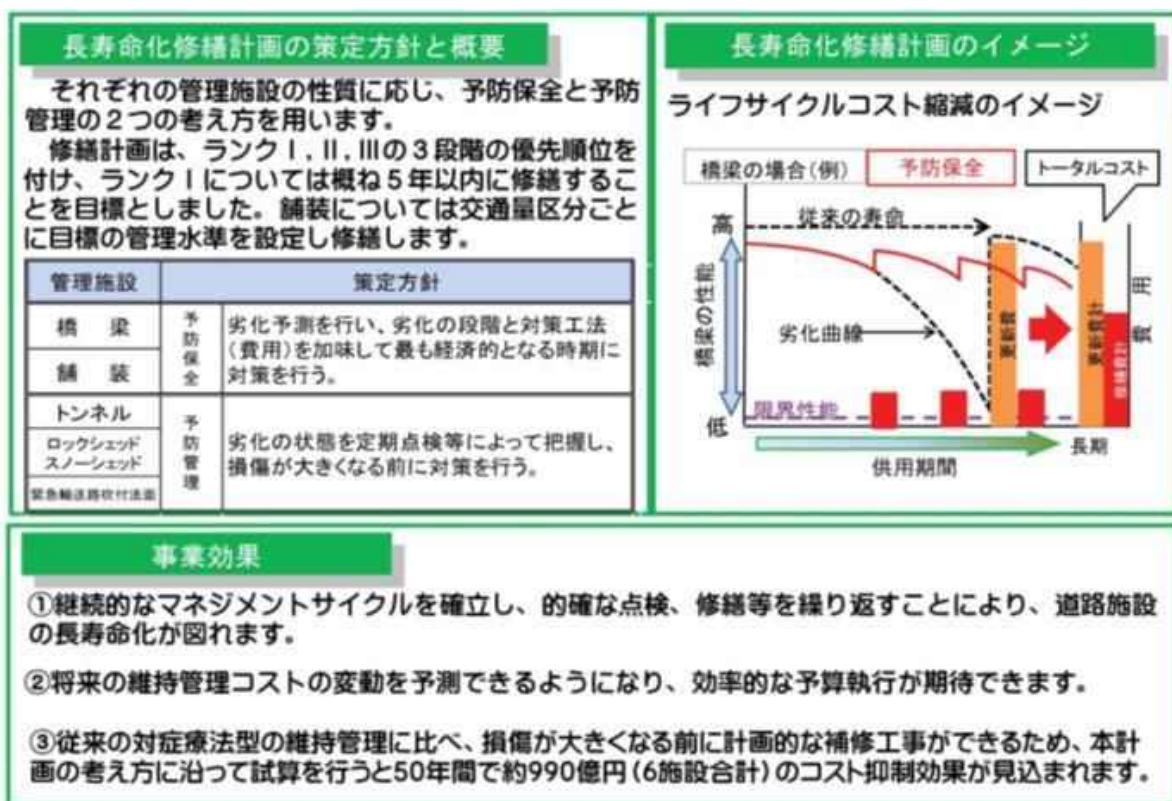 長寿命化修繕計画の策定方針と概要
それぞれの管理施設の性質に応じ、予防保全と予防
管理の２つの考え方を用います。
修繕計画は、ランクⅠ,Ⅱ,Ⅲの３段階の優先順位を
付け、ランクⅠについては概ね５年以内に修繕するこ
とを目標としました。舗装については交通量区分ごと
に目標の管理水準を設定し修繕します。
管理施設
策定方針
橋　梁
舗　装
予防保全
劣化予測を行い、劣化の段階と対策工法
(費用)を加味して最も経済的となる時期に
対策を行う。
トンネル
ロックシェッド
スノーシェッド
緊急輸送路吹付法面
予防管理
劣化の状態を定期点検等によって把握し、
損傷が大きくなる前に対策を行う。
長寿命化修繕計画のイメージ
ライフサイクルコスト縮減のイメージ
橋梁の場合(例)
予防保全
トータルコスト
高
従来の寿命
橋梁の性能
劣化曲線
更新費
更新費計
修繕費計
費用
限界性能
低
供用期間
長期
事業効果
①継続的なマネジメントサイクルを確立し、的確な点検、修繕等を繰り返すことにより、道路施設
の長寿命化が図れます。
②将来の維持管理コストの変動を予測できるようになり、効率的な予算執行が期待できます。
③従来の対症療法型の維持管理に比べ、損傷が大きくなる前に計画的な補修工事ができるため、本計
画の考え方に沿って試算を行うと50年間で約990億円(6施設合計)のコスト抑制効果が見込まれます。